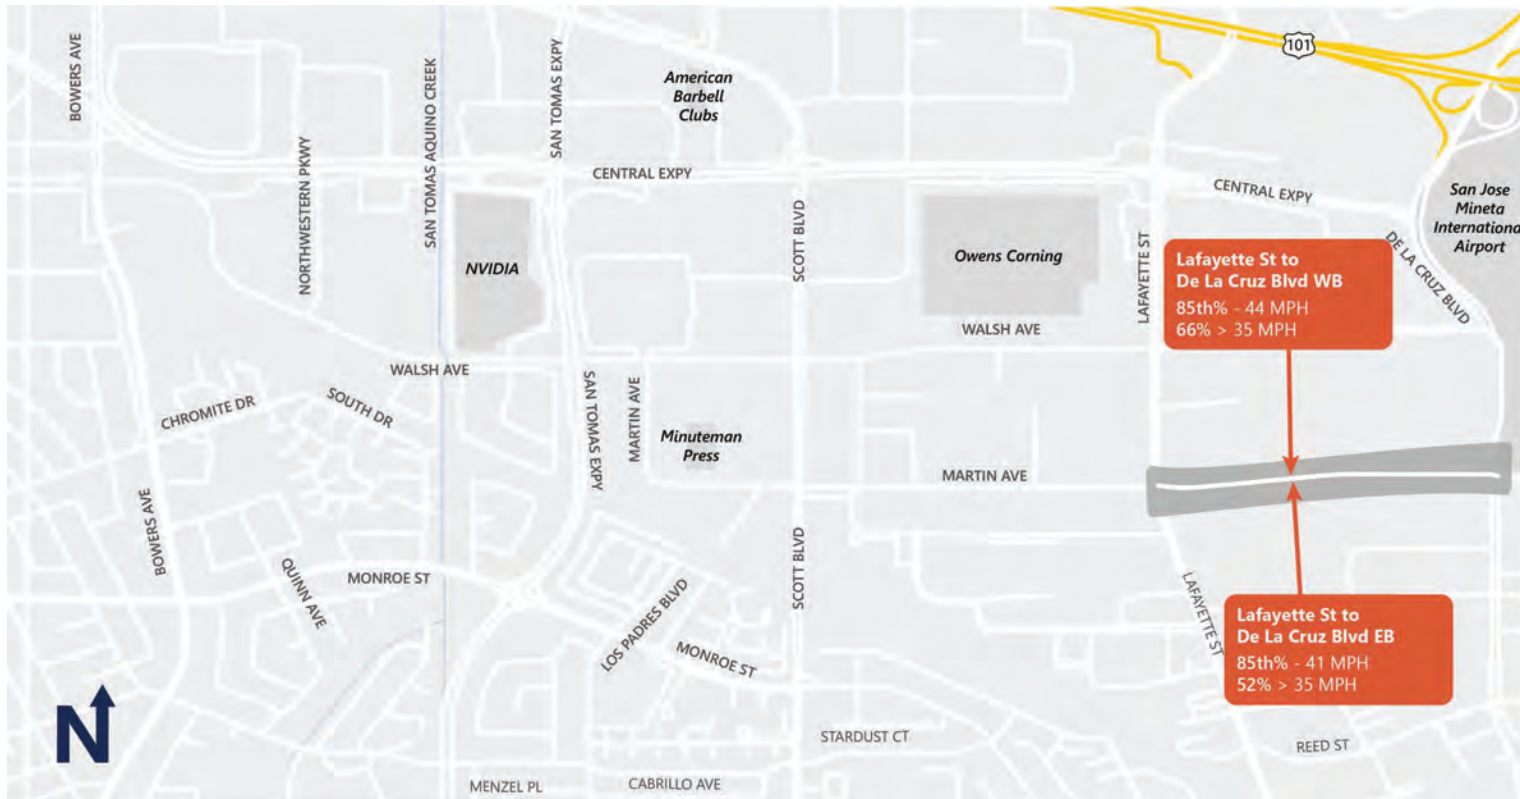 101
BOWERS AVE
SAN TOMAS AQUINO CREEK
SAN TOMAS EXPY
American
Barbell
Clubs
NORTHWESTERN PKWY
CENTRAL EXPY
CENTRAL EXPY
San Jose
Mineta
International
Airport
NVIDIA
SCOTT BLVD
Owens Corning
LAFAYETTE ST
DE LA CRUZ BLVD
Lafayette St to
De La Cruz Blvd WB
85th% - 44 MPH
66% > 35 MPH
WALSH AVE
WALSH AVE
CHROMITE DR
SOUTH DR
SAN TOMAS EXPY
MARTIN AVE
Minuteman
Press
MARTIN AVE
BOWERS AVE
QUINN AVE
MONROE ST
SCOTT BLVD
LOS PADRES BLVD
MONROE ST
LAFAYETTE ST
Lafayette St to
De La Cruz Blvd EB
85th% - 41 MPH
52% > 35 MPH
N
STARDUST CT
REED ST
MENZEL PL
CABRILLO AVE